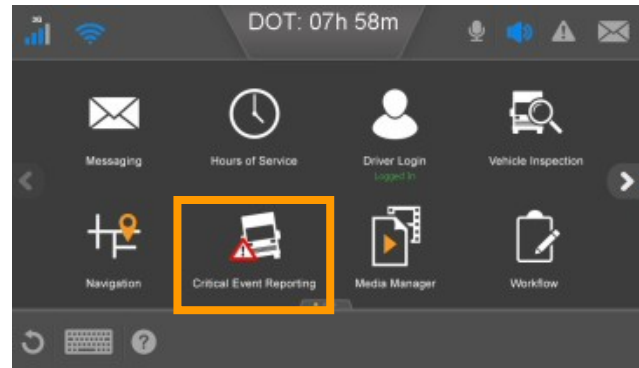 3G
DOT: 07h 58m
Messaging
Hours of Service
Driver Login
Logged In
Vehicle Inspection
Navigation
Critical Event Reporting
Media Manager
Workflow
?